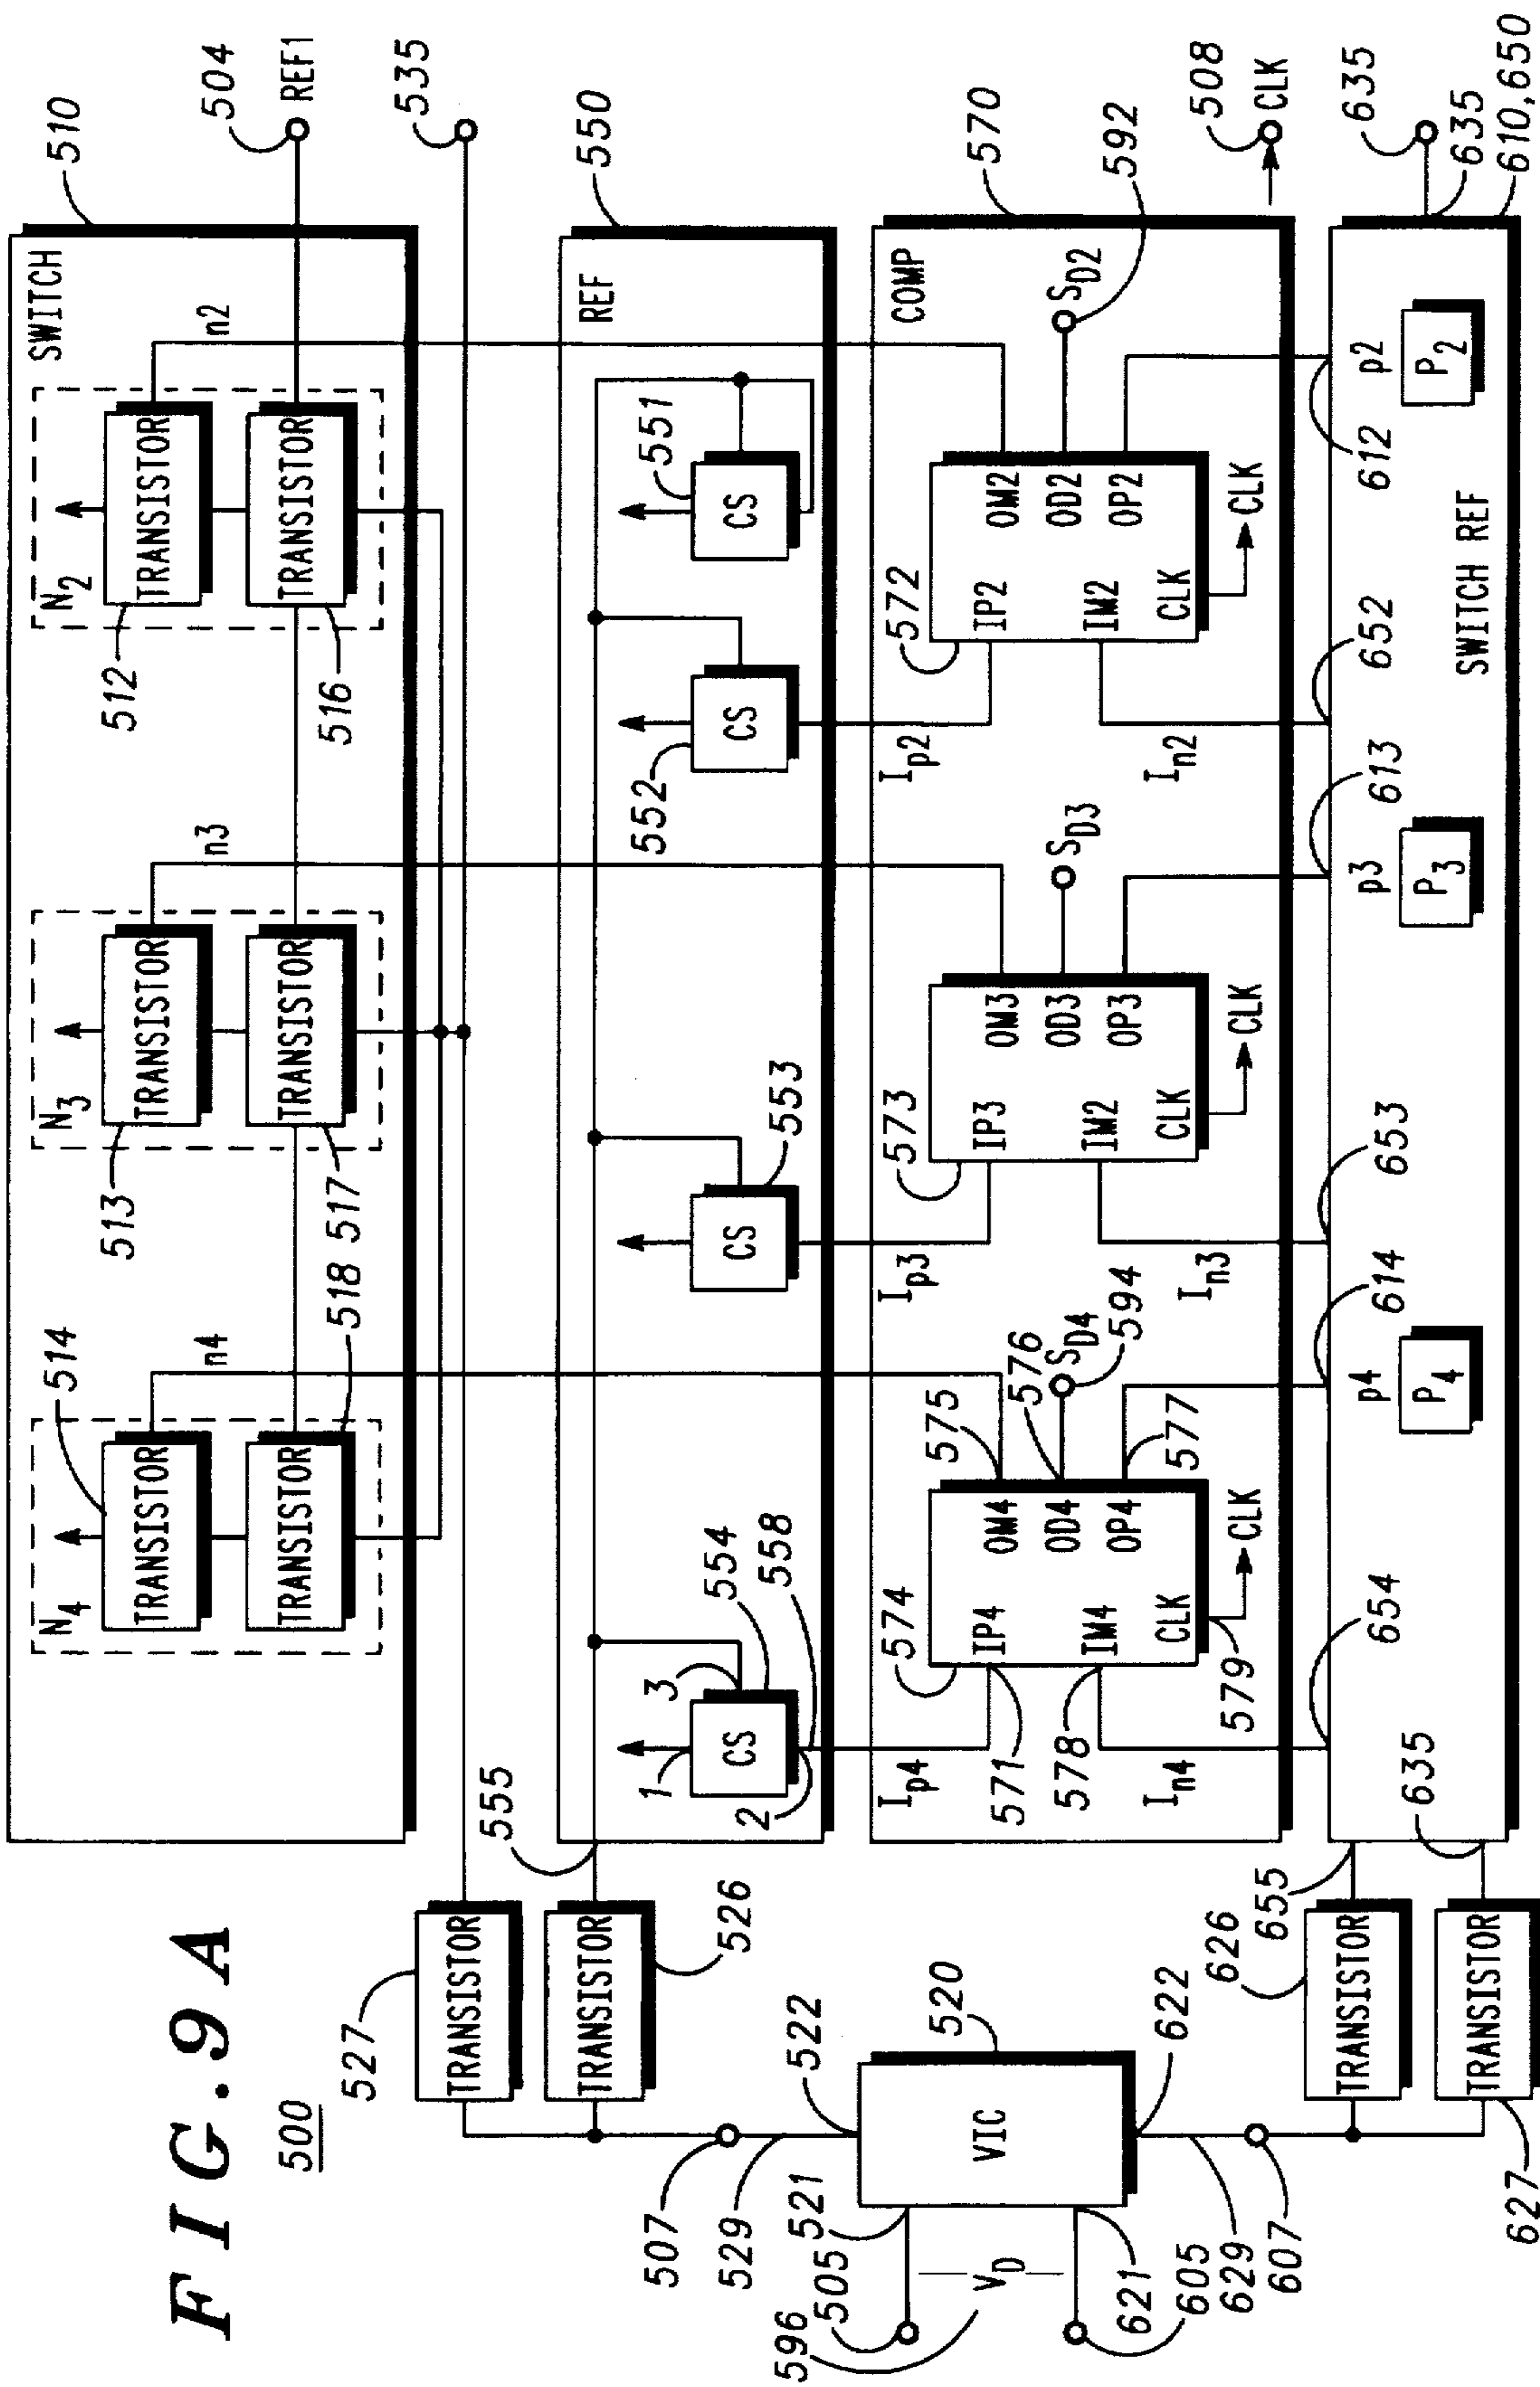 FIG. 9A
500
SWITCH
510
N4
N3
N2
TRANSISTOR
TRANSISTOR
TRANSISTOR
TRANSISTOR
TRANSISTOR
TRANSISTOR
514
513
512
518
517
516
n4
n3
n2
504
REF1
535
527
TRANSISTOR
TRANSISTOR
526
555
REF
550
CS
CS
CS
CS
1
2
3
554
558
553
552
551
507
529
522
VIC
520
521
505
596
VD
621
605
622
629
607
COMP
570
Ip4
574
IP4
IM4
CLK
OM4
OD4
OP4
571
578
In4
579
CLK
575
576
577
SD4
594
Ip3
573
IP3
IM2
CLK
OM3
OD3
OP3
In3
CLK
SD3
Ip2
572
IP2
IM2
CLK
OM2
OD2
OP2
In2
CLK
SD2
592
508
CLK
626
TRANSISTOR
655
TRANSISTOR
627
635
654
614
653
613
652
612
p4
P4
p3
P3
p2
P2
SWITCH REF
635
635
610,650